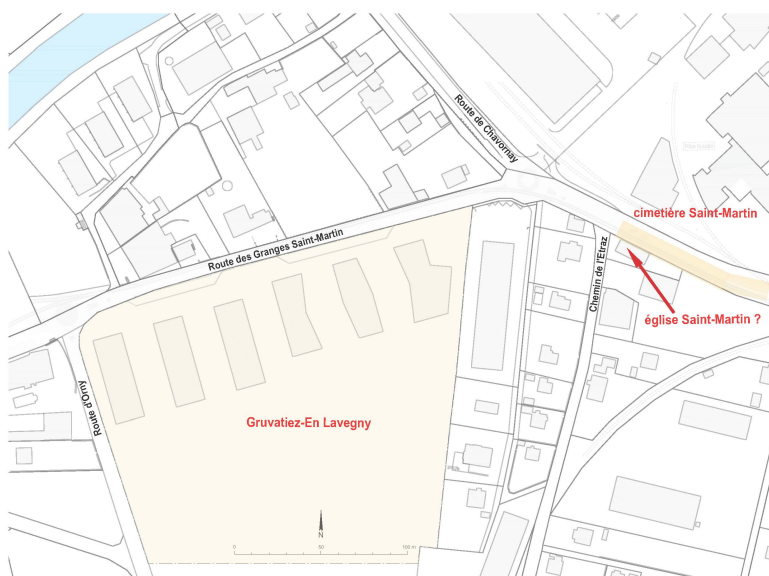 Route de Chavornay
cimetière Saint-Martin
Route des Granges Saint-Martin
Chemin de l'Etraz
église Saint-Martin ?
Route d'Orny
Gruvatiez-En Lavegny
N
0 50 100 m